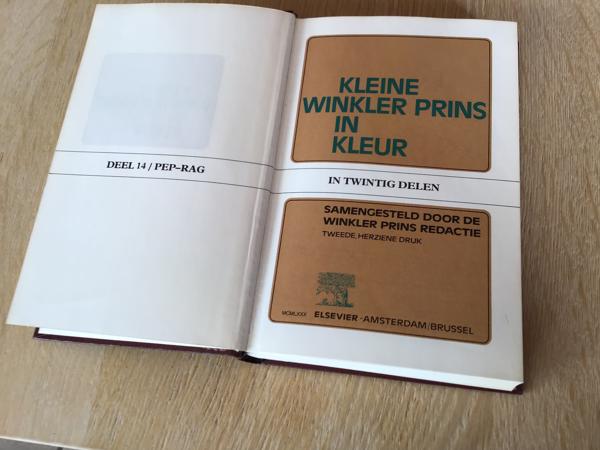 DEEL 14 / PEP–RAG
KLEINE
WINKLER PRINS
IN
KLEUR
IN TWINTIG DELEN
SAMENGESTELD DOOR DE
WINKLER PRINS REDACTIE
TWEEDE, HERZIENE DRUK
MCMLXXX ELSEVIER - AMSTERDAM/BRUSSEL